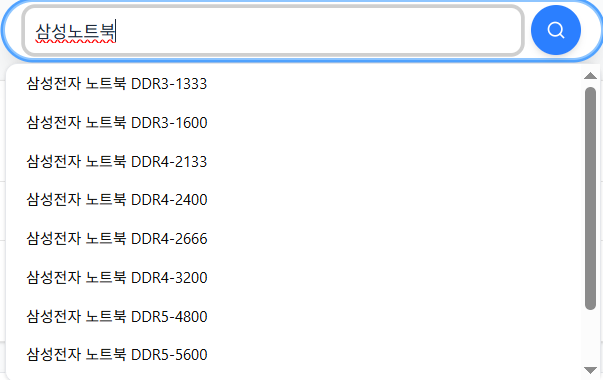 삼성노트북
삼성전자 노트북 DDR3-1333
삼성전자 노트북 DDR3-1600
삼성전자 노트북 DDR4-2133
삼성전자 노트북 DDR4-2400
삼성전자 노트북 DDR4-2666
삼성전자 노트북 DDR4-3200
삼성전자 노트북 DDR5-4800
삼성전자 노트북 DDR5-5600